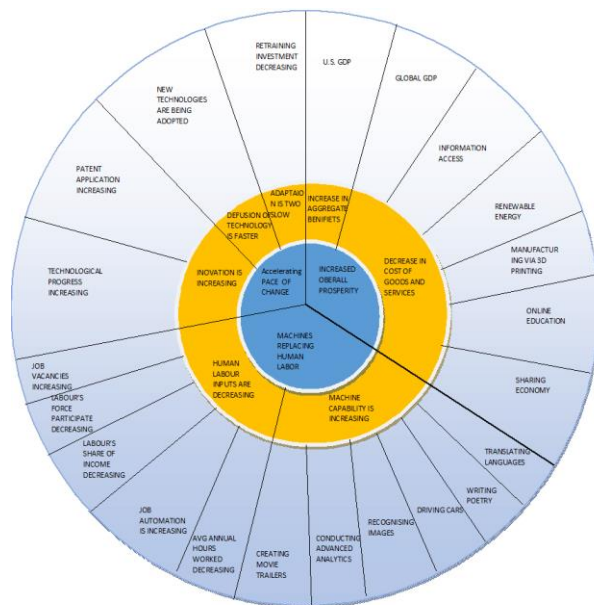 RETRAINING
INVESTMENT
DECREASING
U.S. GDP
GLOBAL GDP
INFORMATION
ACCESS
RENEWABLE
ENERGY
MANUFACTUR
ING VIA 3D
PRINTING
ONLINE
EDUCATION
SHARING
ECONOMY
TRANSLATING
LANGUAGES
WRITING
POETRY
DRIVING CARS
RECOGNISING
IMAGES
CONDUCTING
ADVANCED
ANALYTICS
CREATING
MOVIE
TRAILERS
AVG ANNUAL
HOURS
WORKED
DECREASING
JOB
AUTOMATION
IS INCREASING
LABOUR'S
SHARE OF
INCOME
DECREASING
LABOUR'S
FORCE
PARTICIPATE
DECREASING
JOB
VACANCIES
INCREASING
TECHNOLOGICAL
PROGRESS
INCREASING
PATENT
APPLICATION
INCREASING
NEW
TECHNOLOGIES
ARE BEING
ADOPTED
ADAPTAIO
N IS TWO
SLOW
INCREASE IN
AGGREGATE
BENIFIETS
DEFUSION OF
TECHNOLOGY
IS FASTER
INOVATION IS
INCREASING
DECREASE IN
COST OF
GOODS AND
SERVICES
HUMAN
LABOUR
INPUTS ARE
DECREASING
MACHINE
CAPABILITY IS
INCREASING
Accelerating
PACE OF
CHANGE
INCREASED
OBERALL
PROSPERITY
MACHINES
REPLACING
HUMAN
LABOR